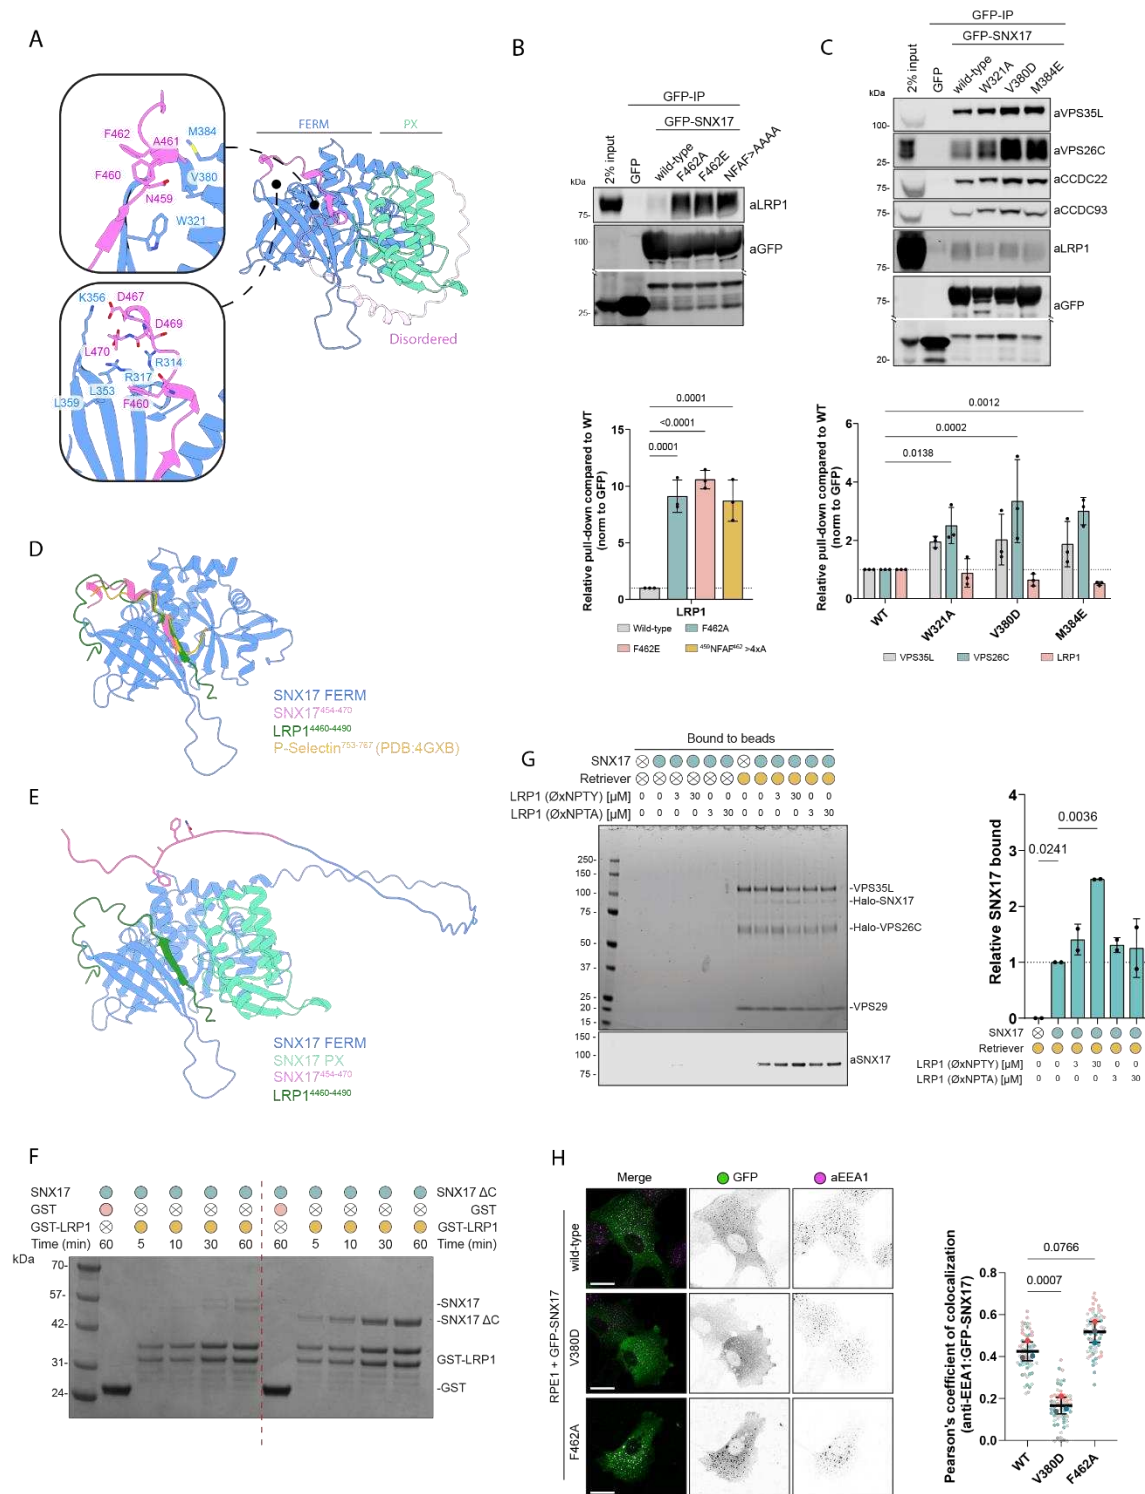 A
F462
A461
M384
F460
V380
N459
W321
FERM
PX
K356
D467
D469
L470
R314
R317
L353
L359
F460
Disordered
B
GFP-IP
GFP-SNX17
2% input
GFP
wild-type
F462A
F462E
NFAF>AAAA
kDa
75-
aLRP1
100-
aGFP
25-
Relative pull-down compared to WT
(norm to GFP)
15
10
5
0
0.0001
<0.0001
0.0001
LRP1
Wild-type
F462A
F462E
459NFAF462 >4xA
C
GFP-IP
GFP-SNX17
2% input
GFP
wild-type
W321A
V380D
M384E
kDa
100-
aVPS35L
25-
aVPS26C
75-
aCCDC22
75-
aCCDC93
75-
aLRP1
75-
aGFP
20-
Relative pull-down compared to WT
(norm to GFP)
6
4
2
0
0.0012
0.0002
0.0138
WT
W321A
V380D
M384E
VPS35L
VPS26C
LRP1
D
SNX17 FERM
SNX17454-470
LRP14460-4490
P-Selectin753-787 (PDB:4GXB)
E
SNX17 FERM
SNX17 PX
SNX17454-470
LRP14460-4490
G
Bound to beads
SNX17
Retriever
LRP1 (ØxNPTY) [µM] 0 0 3 30 0 0 0 0 3 30 0 0
LRP1 (ØxNPTA) [µM] 0 0 0 0 3 30 0 0 0 0 3 30
250-
150-
100-
75-
50-
37-
25-
20-
15-
-VPS35L
-Halo-SNX17
-Halo-VPS26C
-VPS29
150-
100-
75-
aSNX17
Relative SNX17 bound
4
3
2
1
0
0.0036
0.0241
SNX17
Retriever
LRP1 (ØxNPTY) [µM] 0 0 3 30 0 0
LRP1 (ØxNPTA) [µM] 0 0 0 0 3 30
F
SNX17
GST
GST-LRP1
Time (min) 60 5 10 30 60 60 5 10 30 60
SNX17 ΔC
GST
GST-LRP1
Time (min)
kDa
70-
57-
42-
31-
24-
-SNX17
-SNX17 ΔC
GST-LRP1
-GST
H
Merge
GFP
aEEA1
RPE1 + GFP-SNX17
wild-type
V380D
F462A
Pearson's coefficient of colocalization
(anti-EEA1:GFP-SNX17)
0.8
0.6
0.4
0.2
0.0
0.0766
0.0007
WT
V380D
F462A